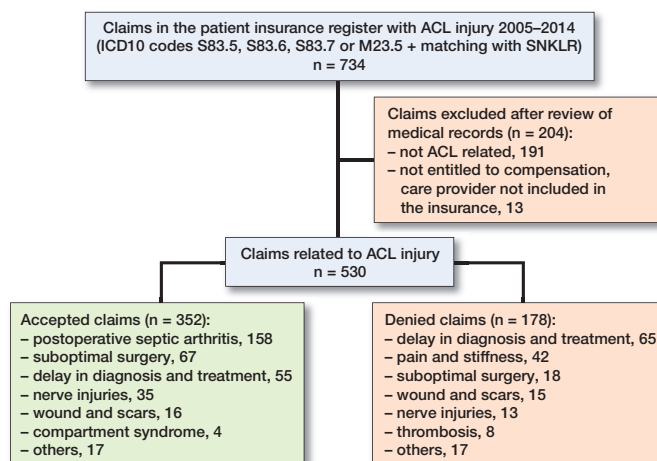 Claims in the patient insurance register with ACL injury 2005–2014
(ICD10 codes S83.5, S83.6, S83.7 or M23.5 + matching with SNKLR)
n = 734
Claims excluded after review of
medical records (n = 204):
– not ACL related, 191
– not entitled to compensation,
care provider not included in
the insurance, 13
Claims related to ACL injury
n = 530
Accepted claims (n = 352):
– postoperative septic arthritis, 158
– suboptimal surgery, 67
– delay in diagnosis and treatment, 55
– nerve injuries, 35
– wound and scars, 16
– compartment syndrome, 4
– others, 17
Denied claims (n = 178):
– delay in diagnosis and treatment, 65
– pain and stiffness, 42
– suboptimal surgery, 18
– wound and scars, 15
– nerve injuries, 13
– thrombosis, 8
– others, 17